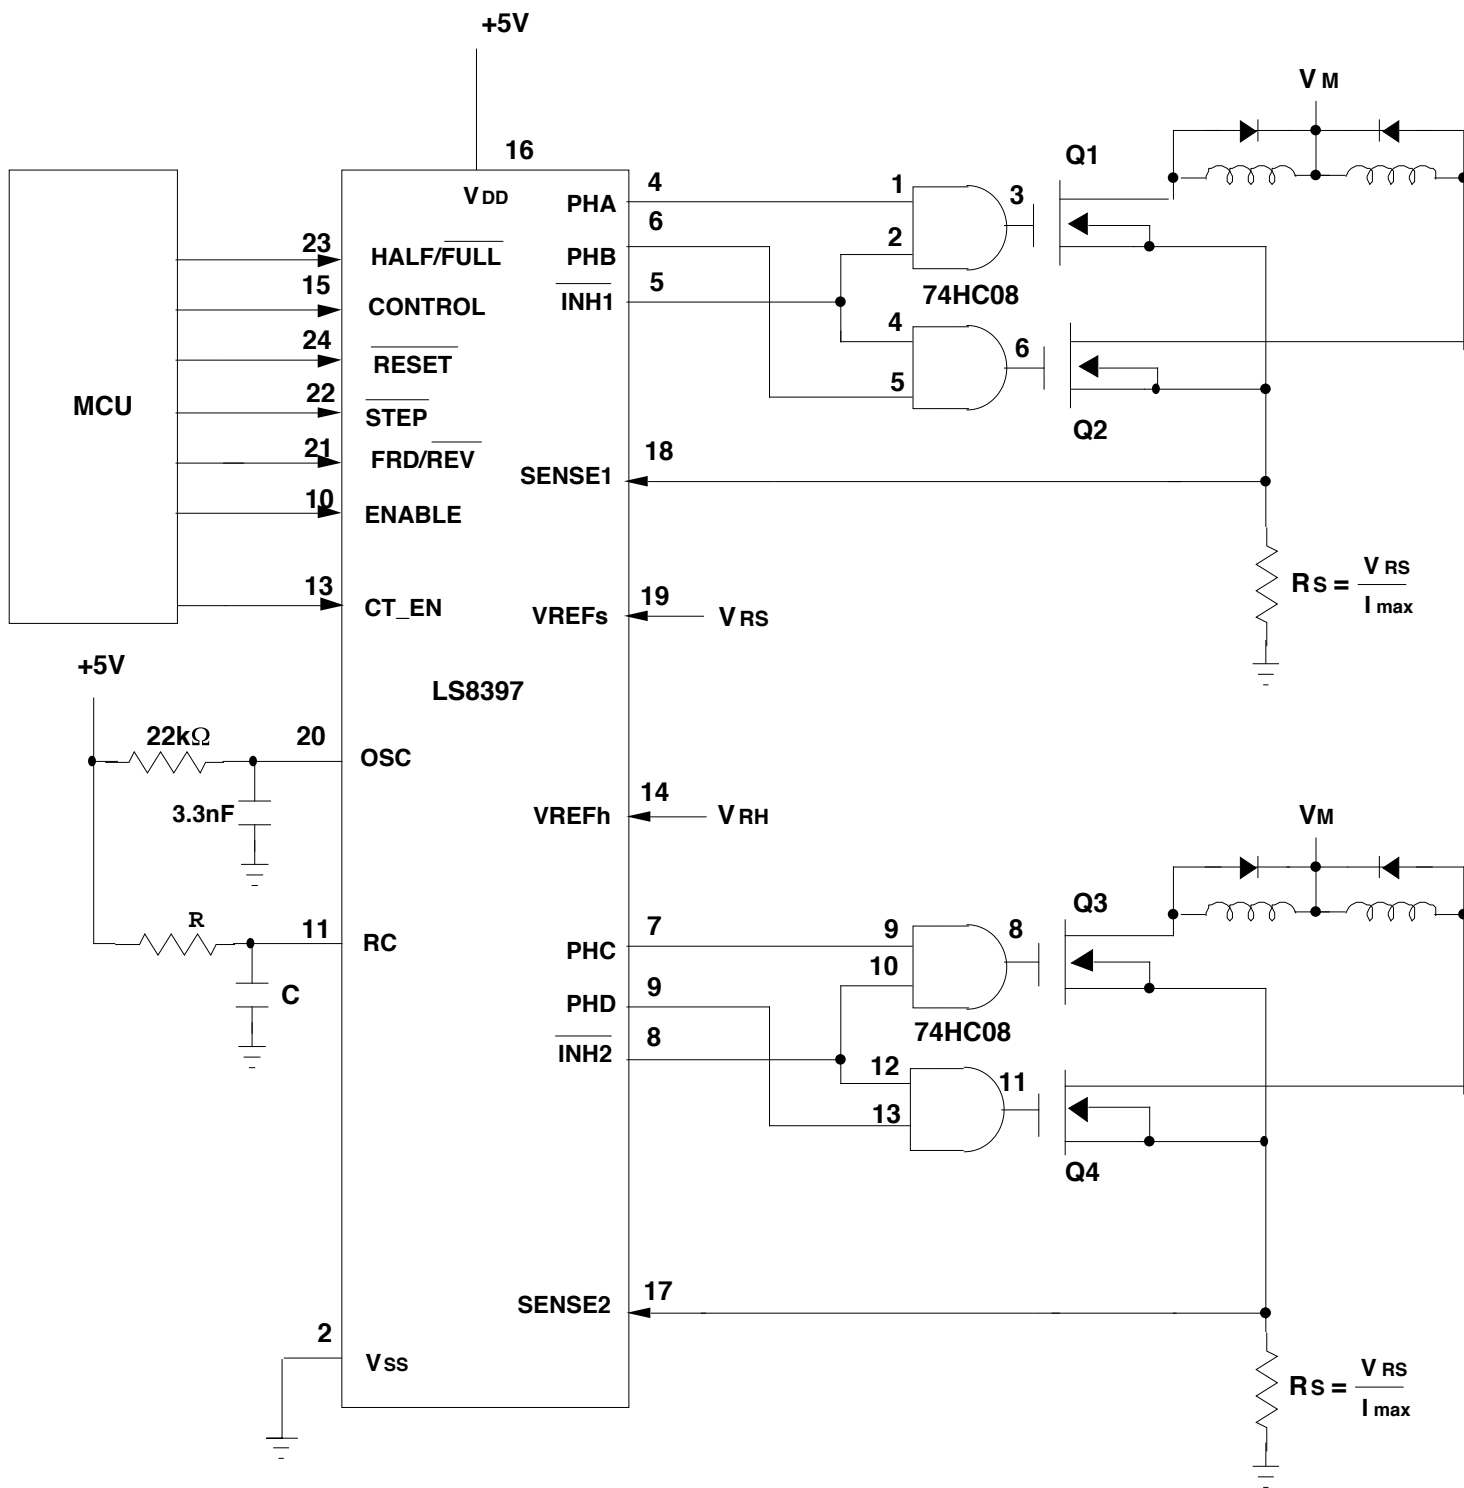 +5V
16
VDD
MCU
23
HALF/FULL
15
CONTROL
24
RESET
22
STEP
21
FRD/REV
10
ENABLE
13
CT_EN
LS8397
+5V
22kΩ
20
OSC
3.3nF
R
11
RC
C
2
VSS
PHA
4
PHB
6
INH1
5
1
2
3
74HC08
4
5
6
Q1
Q2
VM
SENSE1
18
RS = VRS
Imax
VREFs
19
VRS
VREFh
14
VRH
PHC
7
PHD
9
INH2
8
9
10
8
74HC08
12
13
11
Q3
Q4
VM
SENSE2
17
RS = VRS
Imax